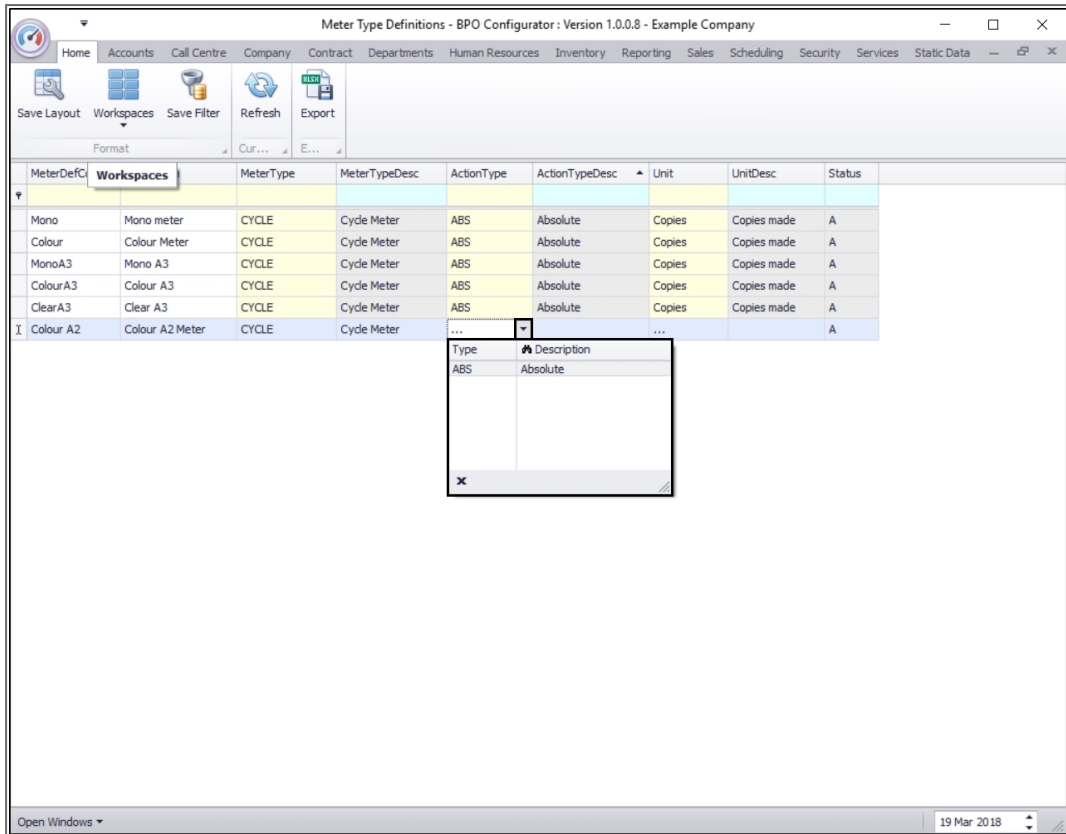 Meter Type Definitions - BPO Configurator : Version 1.0.0.8 - Example Company
Home Accounts Call Centre Company Contract Departments Human Resources Inventory Reporting Sales Scheduling Security Services Static Data
XLSX
Save Layout Workspaces Save Filter Refresh Export
Format Cur... E...
MeterDefC Workspaces MeterType MeterTypeDesc ActionType ActionTypeDesc Unit UnitDesc Status
Mono Mono meter CYCLE Cycle Meter ABS Absolute Copies Copies made A
Colour Colour Meter CYCLE Cycle Meter ABS Absolute Copies Copies made A
MonoA3 Mono A3 CYCLE Cycle Meter ABS Absolute Copies Copies made A
ColourA3 Colour A3 CYCLE Cycle Meter ABS Absolute Copies Copies made A
ClearA3 Clear A3 CYCLE Cycle Meter ABS Absolute Copies Copies made A
Colour A2 Colour A2 Meter CYCLE Cycle Meter ... ... A
Type Description
ABS Absolute
Open Windows 19 Mar 2018